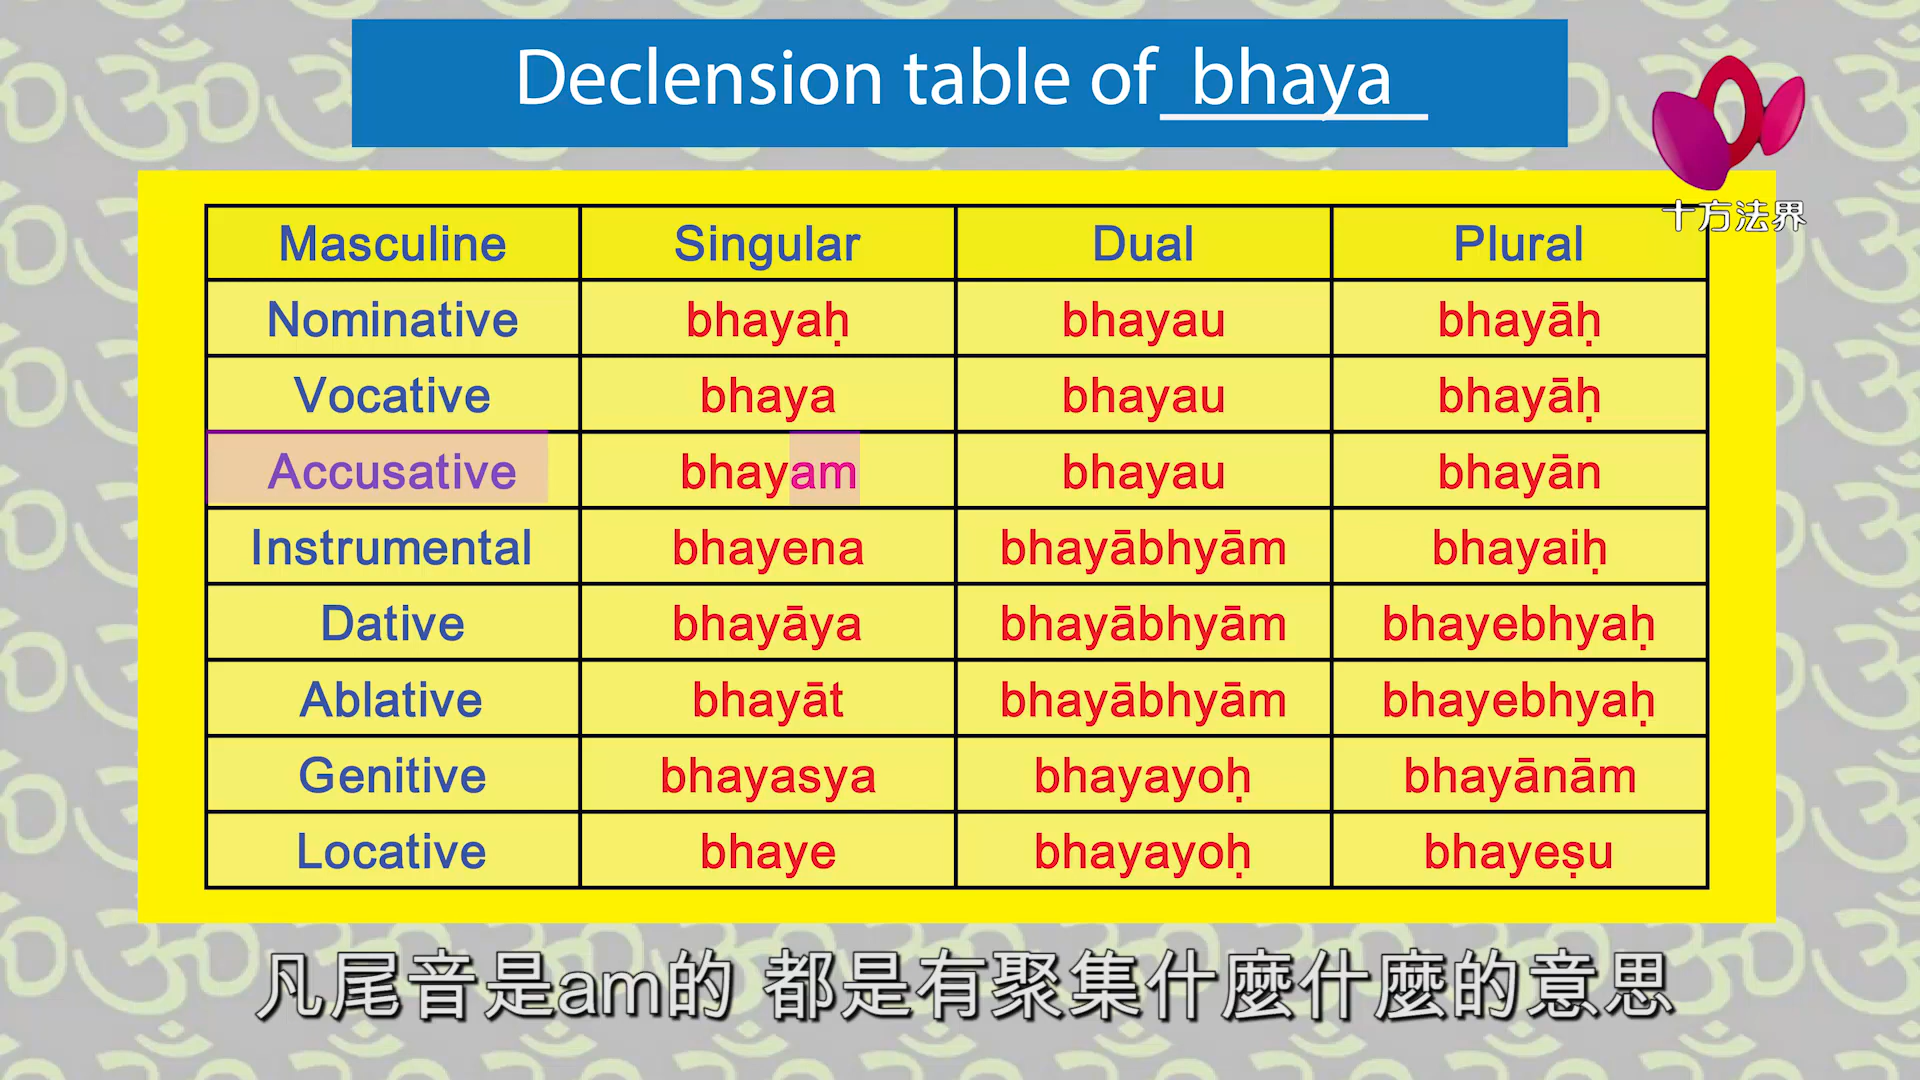 Declension table of bhaya
十方法界
Masculine Singular Dual Plural
Nominative bhayaḥ bhayau bhayāḥ
Vocative bhaya bhayau bhayāḥ
Accusative bhayam bhayau bhayān
Instrumental bhayena bhayābhyām bhayaiḥ
Dative bhayāya bhayābhyām bhayebhyaḥ
Ablative bhayāt bhayābhyām bhayebhyaḥ
Genitive bhayasya bhayayoḥ bhayānām
Locative bhaye bhayayoḥ bhayeṣu
凡尾音是am的 都是有聚集什麼什麼的意思